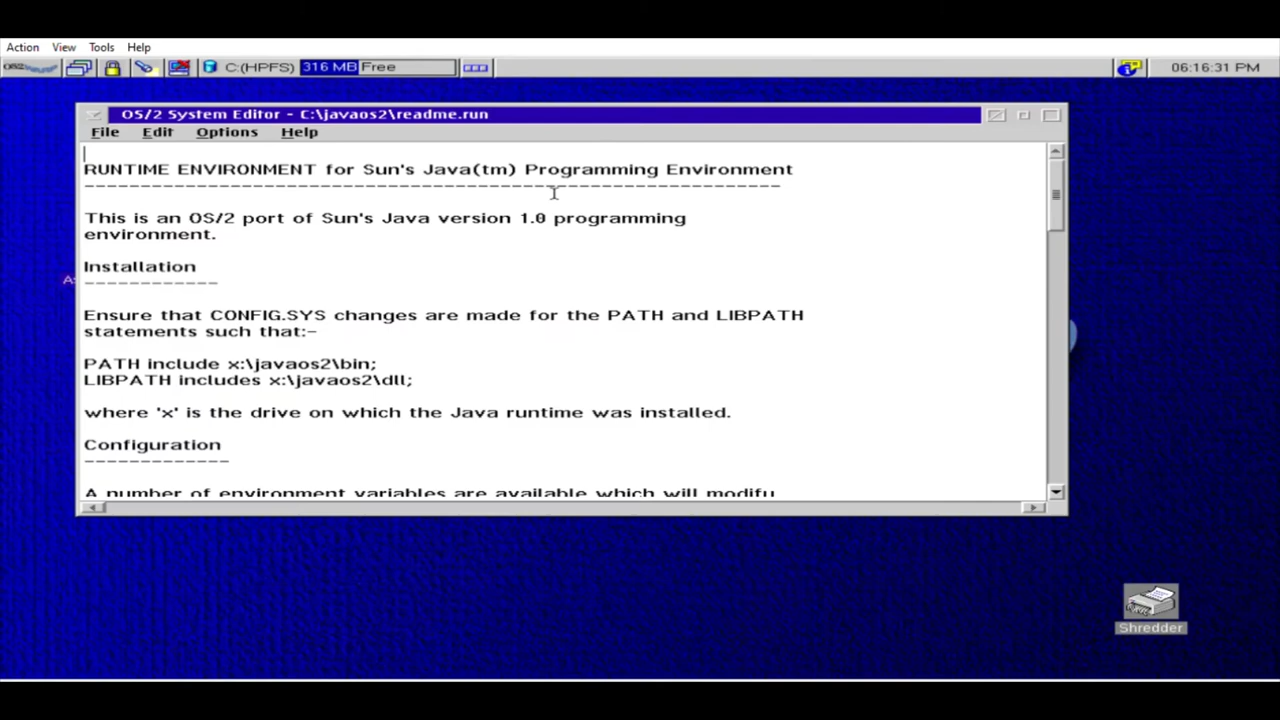 Action View Tools Help
OS2 C:(HPFS) 316 MB Free 06:16:31 PM
OS/2 System Editor - C:\javaos2\readme.run
File Edit Options Help
RUNTIME ENVIRONMENT for Sun's Java(tm) Programming Environment
--------------------------------------------------------------
This is an OS/2 port of Sun's Java version 1.0 programming
environment.
Installation
------------
Ensure that CONFIG.SYS changes are made for the PATH and LIBPATH
statements such that:-
PATH include x:\javaos2\bin;
LIBPATH includes x:\javaos2\dll;
where 'x' is the drive on which the Java runtime was installed.
Configuration
-------------
A number of environment variables are available which will modify
Shredder